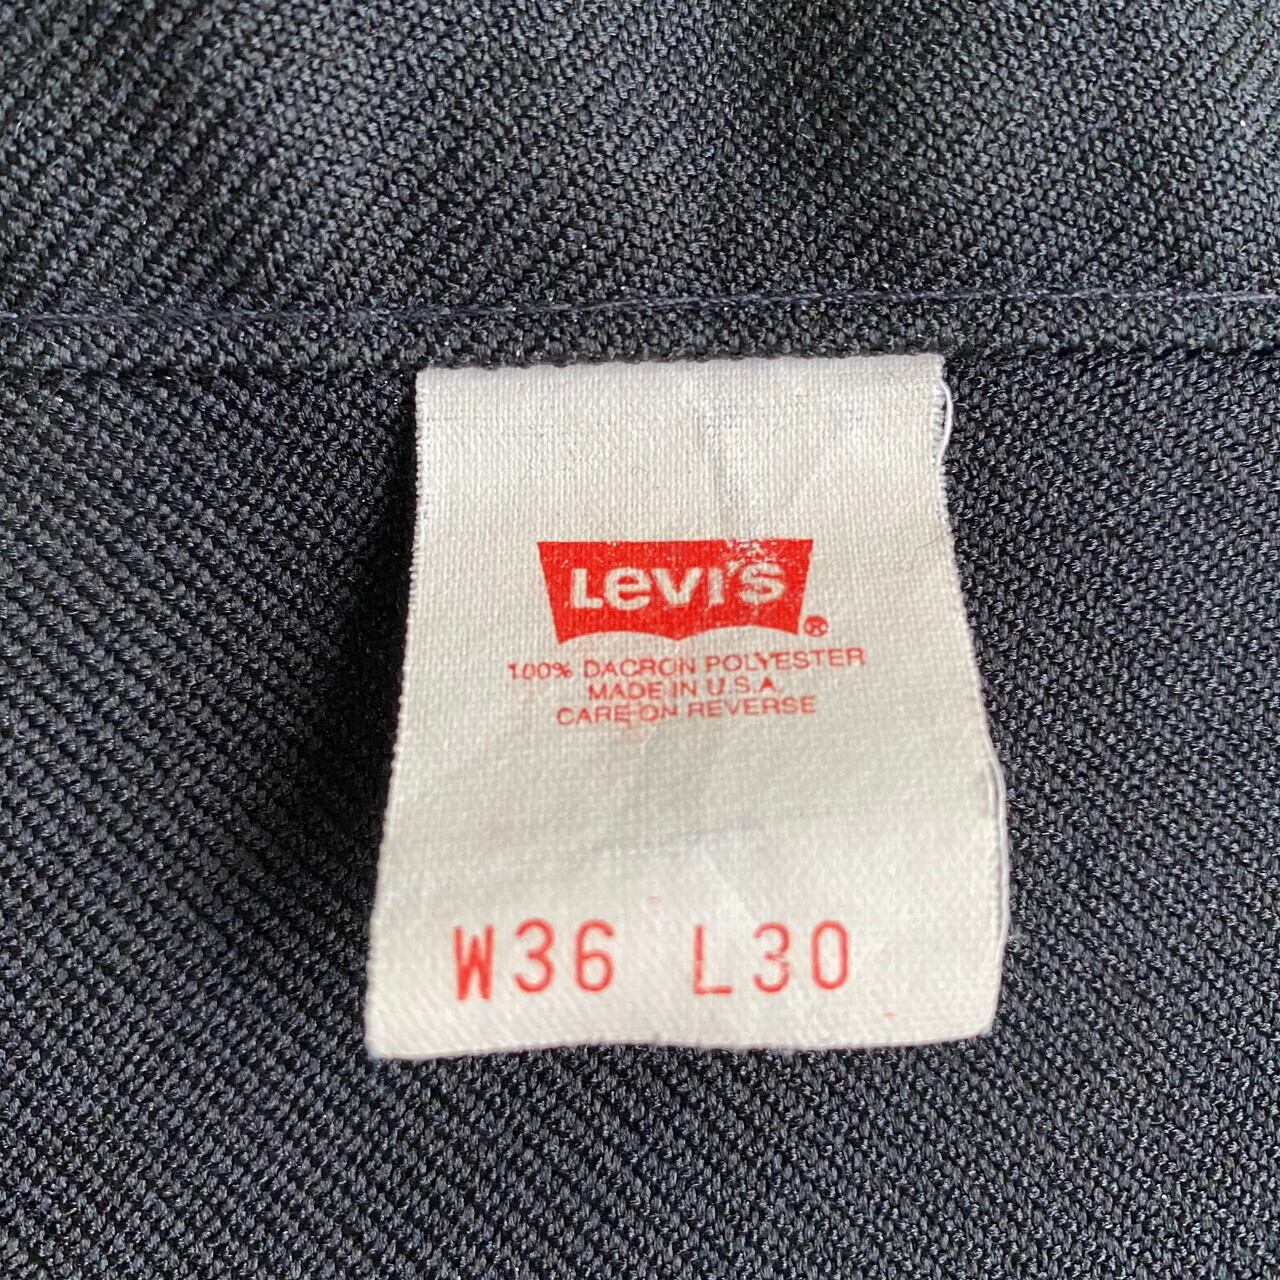 Levi's ®
100% DACRON POLYESTER
MADE IN U.S.A.
CARE ON REVERSE
W36 L30